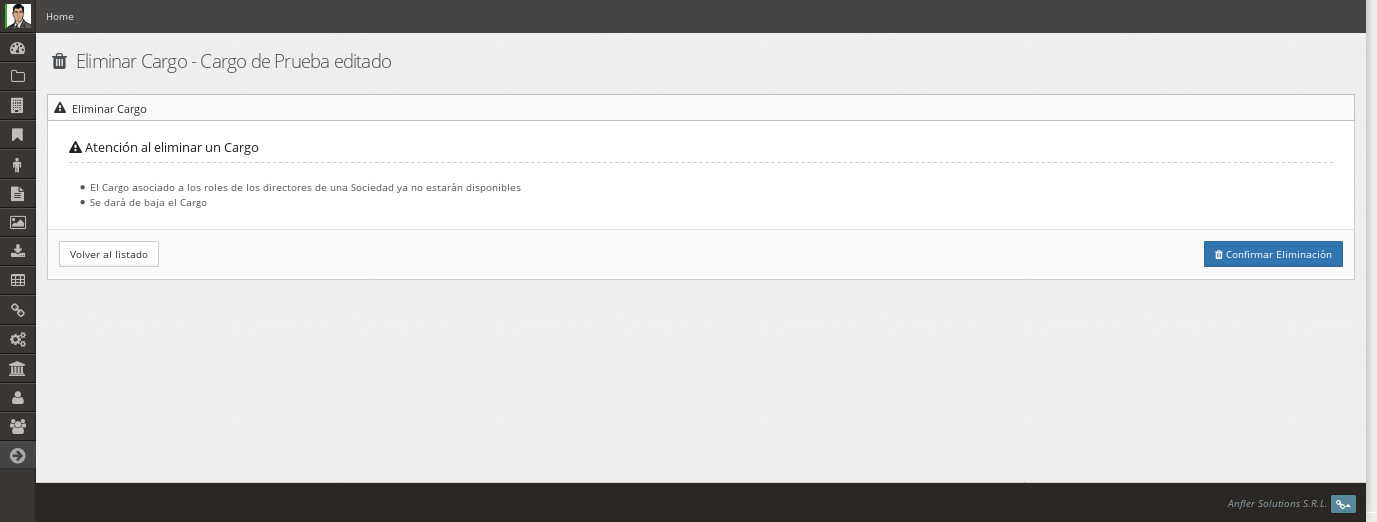 Home
Eliminar Cargo - Cargo de Prueba editado
Eliminar Cargo
Atención al eliminar un Cargo
El Cargo asociado a los roles de los directores de una Sociedad ya no estarán disponibles
Se dará de baja el Cargo
Volver al listado
Confirmar Eliminación
Anfler Solutions S.R.L.